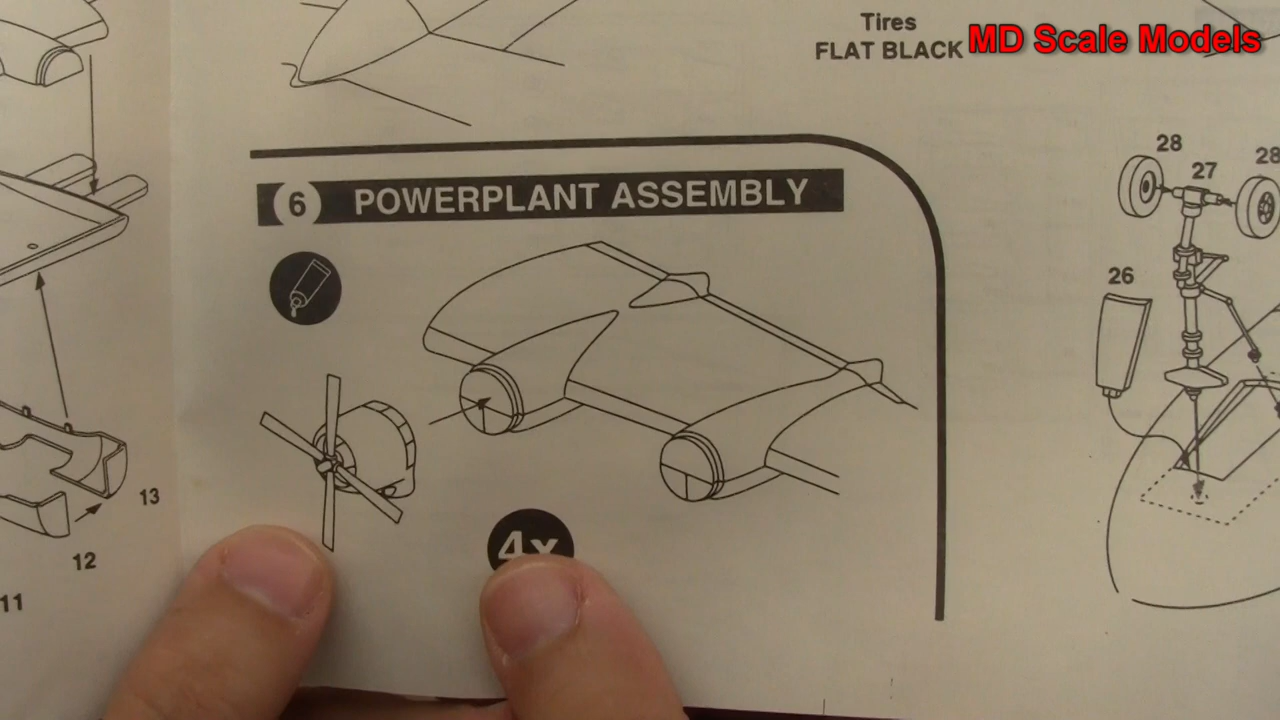 Tires
FLAT BLACK
MD Scale Models
6 POWERPLANT ASSEMBLY
28
27
28
26
13
12
11
4x